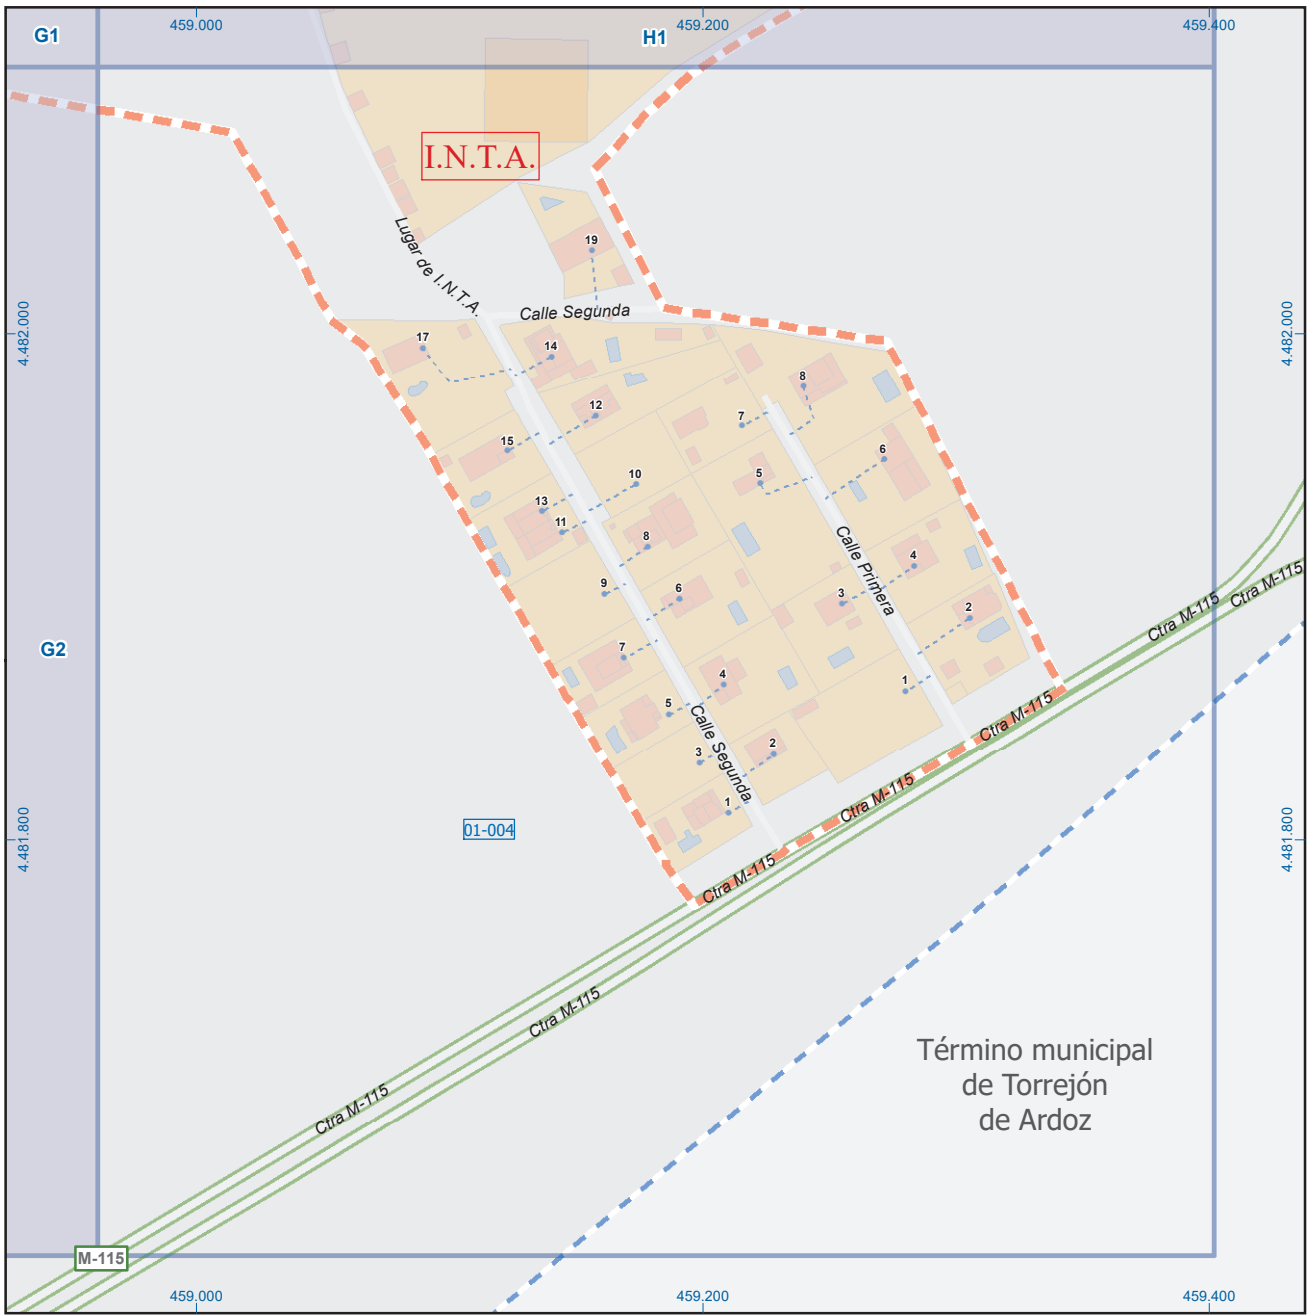 459.000
459.200
459.400
G1
H1
I.N.T.A.
Lugar de I.N.T.A.
19
Calle Segunda
4.482.000
4.482.000
17
14
8
12
7
15
6
10
5
13
11
8
Calle Primera
4
9
6
3
2
Ctra M-115
Ctra M-115
G2
7
4
1
5
Calle Segunda
Ctra M-115
3
2
1
Ctra M-115
4.481.800
4.481.800
01-004
Ctra M-115
Ctra M-115
Término municipal
de Torrejón
de Ardoz
Ctra M-115
M-115
459.000
459.200
459.400